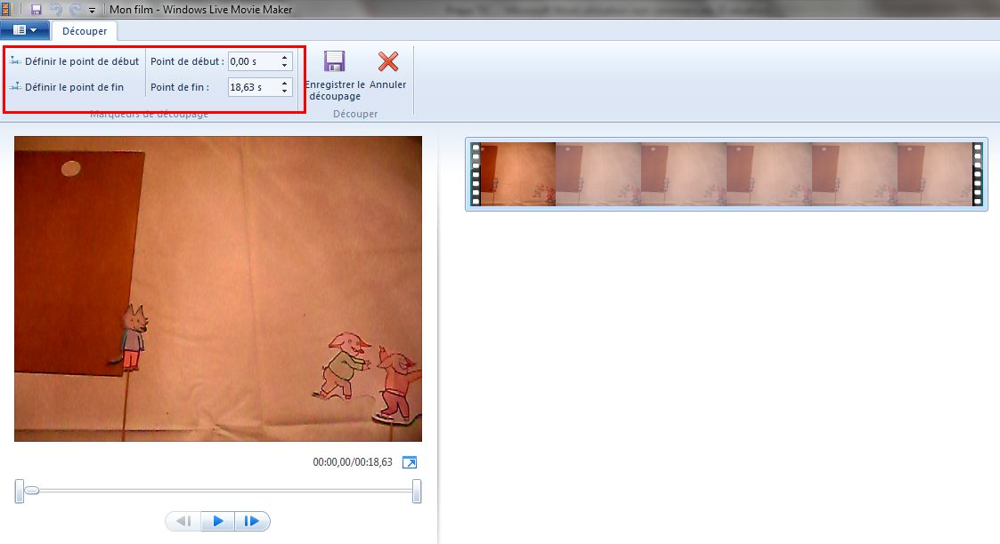 Mon film - Windows Live Movie Maker
Découper
Définir le point de début
Point de début :
0,00 s
Définir le point de fin
Point de fin :
18,63 s
Marqueurs de découpage
Enregistrer le
découpage
Annuler
Découper
00:00,00/00:18,63